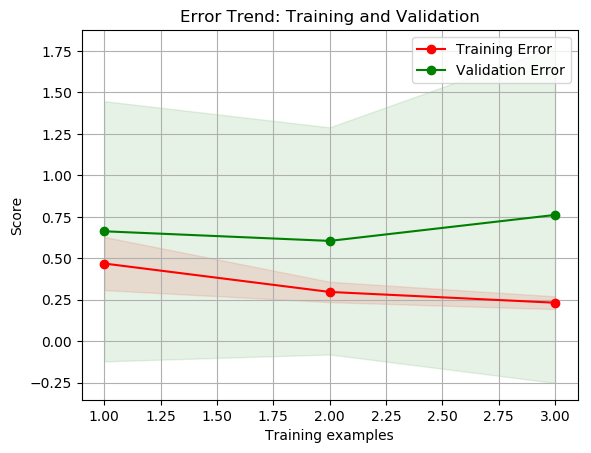 Error Trend: Training and Validation
Training Error
Validation Error
1.75
1.50
1.25
1.00
0.75
0.50
0.25
0.00
−0.25
Score
1.00 1.25 1.50 1.75 2.00 2.25 2.50 2.75 3.00
Training examples